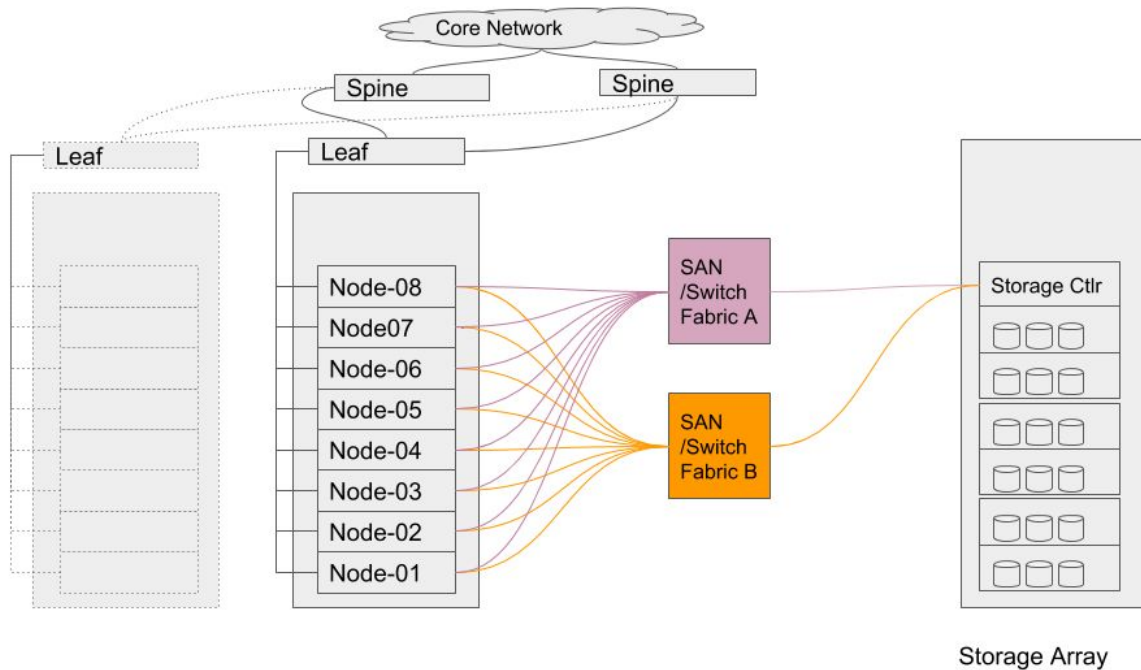 Core Network
Spine
Spine
Leaf
Leaf
Node-08
Node07
Node-06
Node-05
Node-04
Node-03
Node-02
Node-01
SAN
/Switch
Fabric A
SAN
/Switch
Fabric B
Storage Ctlr
Storage Array